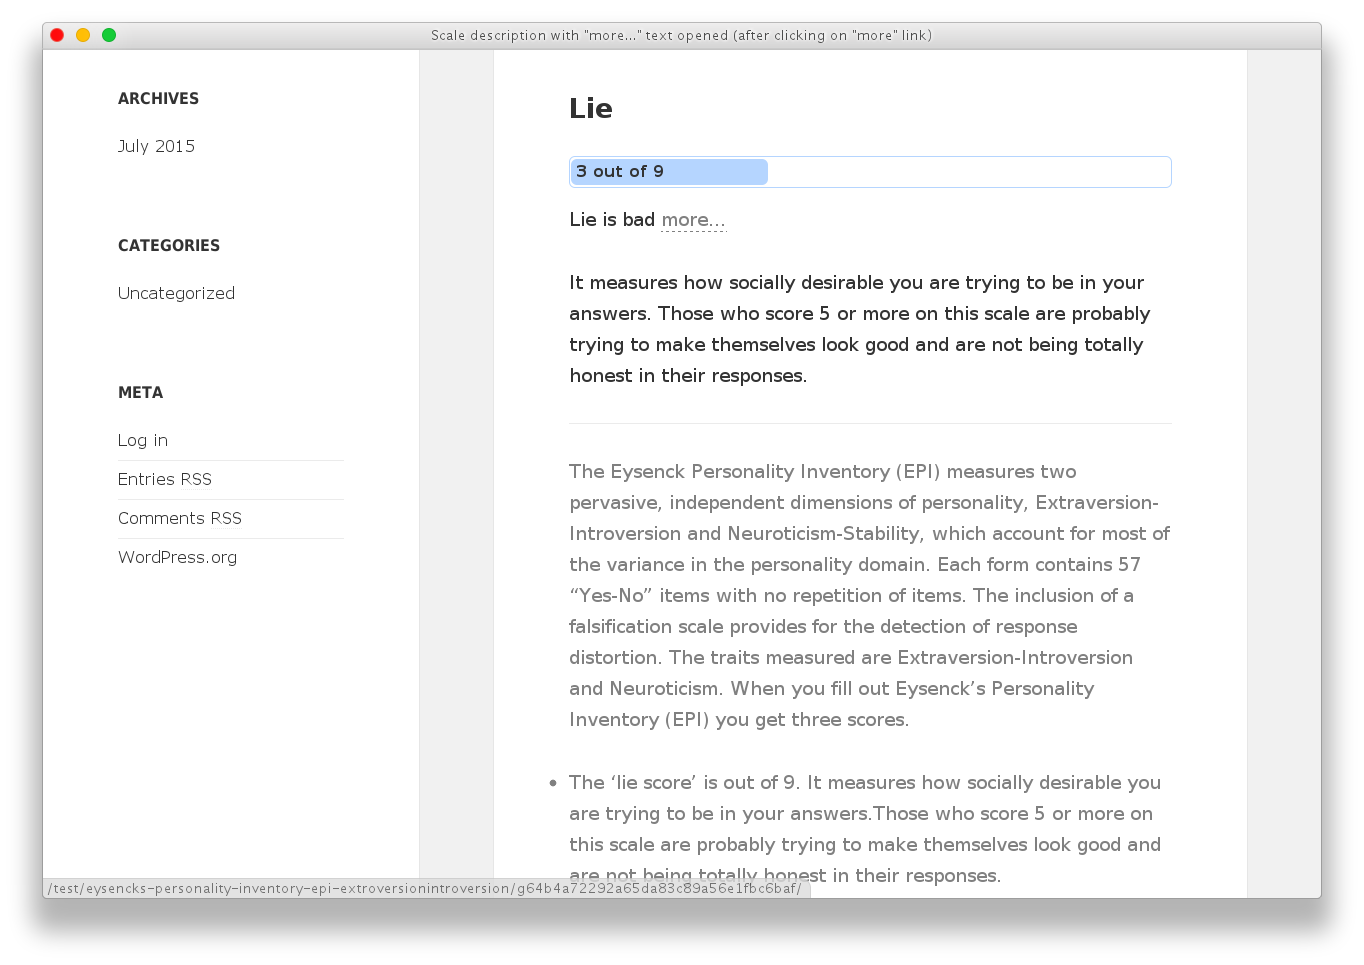 Scale description with "more..." text opened (after clicking on "more" link)
ARCHIVES
July 2015
CATEGORIES
Uncategorized
META
Log in
Entries RSS
Comments RSS
WordPress.org
Lie
3 out of 9
Lie is bad more...
It measures how socially desirable you are trying to be in your
answers. Those who score 5 or more on this scale are probably
trying to make themselves look good and are not being totally
honest in their responses.
The Eysenck Personality Inventory (EPI) measures two
pervasive, independent dimensions of personality, Extraversion-
Introversion and Neuroticism-Stability, which account for most of
the variance in the personality domain. Each form contains 57
“Yes-No” items with no repetition of items. The inclusion of a
falsification scale provides for the detection of response
distortion. The traits measured are Extraversion-Introversion
and Neuroticism. When you fill out Eysenck’s Personality
Inventory (EPI) you get three scores.
• The ‘lie score’ is out of 9. It measures how socially desirable you
are trying to be in your answers.Those who score 5 or more on
this scale are probably trying to make themselves look good and
are not being totally honest in their responses.
/test/eysencks-personality-inventory-epi-extroversionintroversion/g64b4a72292a65da83c89a56e1fbc6baf/